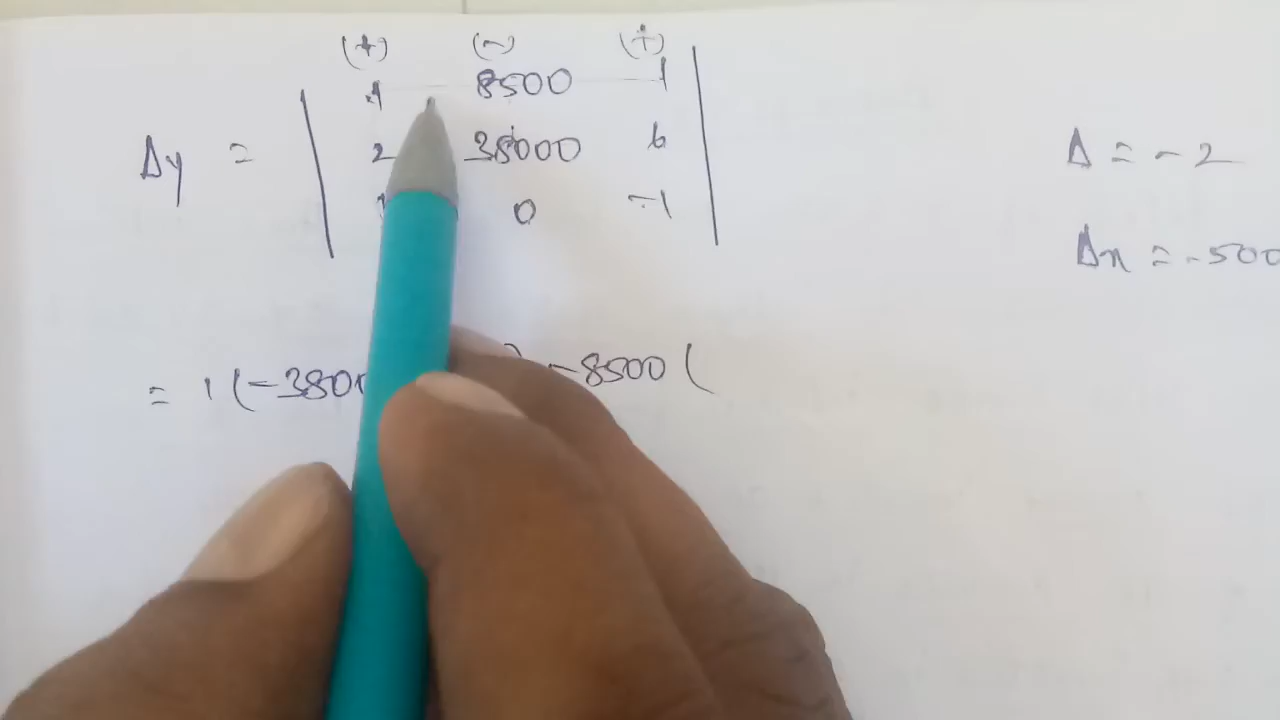 (+) (-) (+)
1 8500 1
Δy = 2 38000 6 Δ = -2
0 -1
Δx = -500
= 1(-380 ) -8500 (